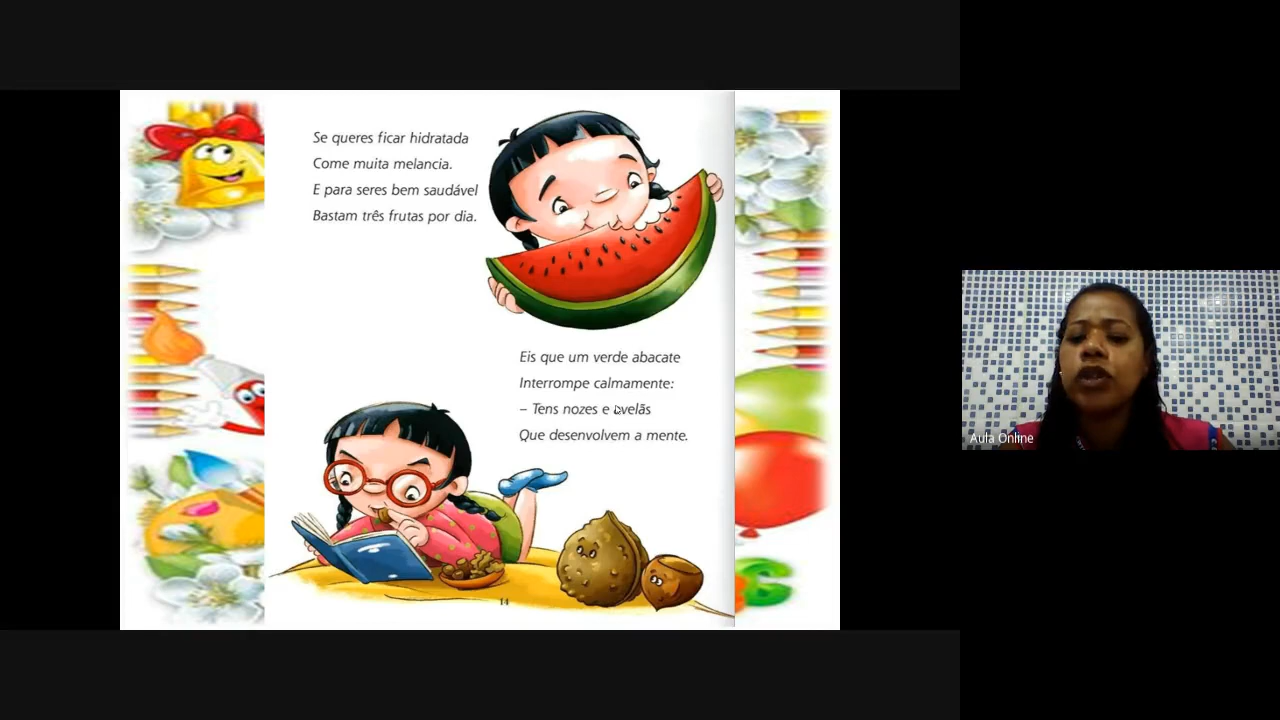 Se queres ficar hidratada
Come muita melancia.
E para seres bem saudável
Bastam três frutas por dia.
Eis que um verde abacate
Interrompe calmamente:
– Tens nozes e avelãs
Que desenvolvem a mente.
14
Aula Online